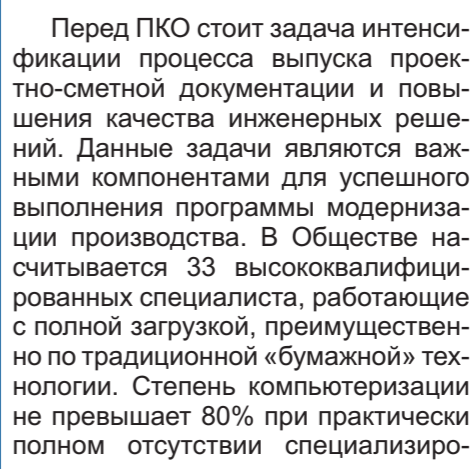 Перед ПКО стоит задача интенси-
фикации процесса выпуска проек-
тно-сметной документации и повы-
шения качества инженерных реше-
ний. Данные задачи являются важ-
ными компонентами для успешного
выполнения программы модерниза-
ции производства. В Обществе на-
считывается 33 высококвалифици-
рованных специалиста, работающие
с полной загрузкой, преимуществен-
но по традиционной «бумажной» тех-
нологии. Степень компьютеризации
не превышает 80% при практически
полном отсутствии специализиро-